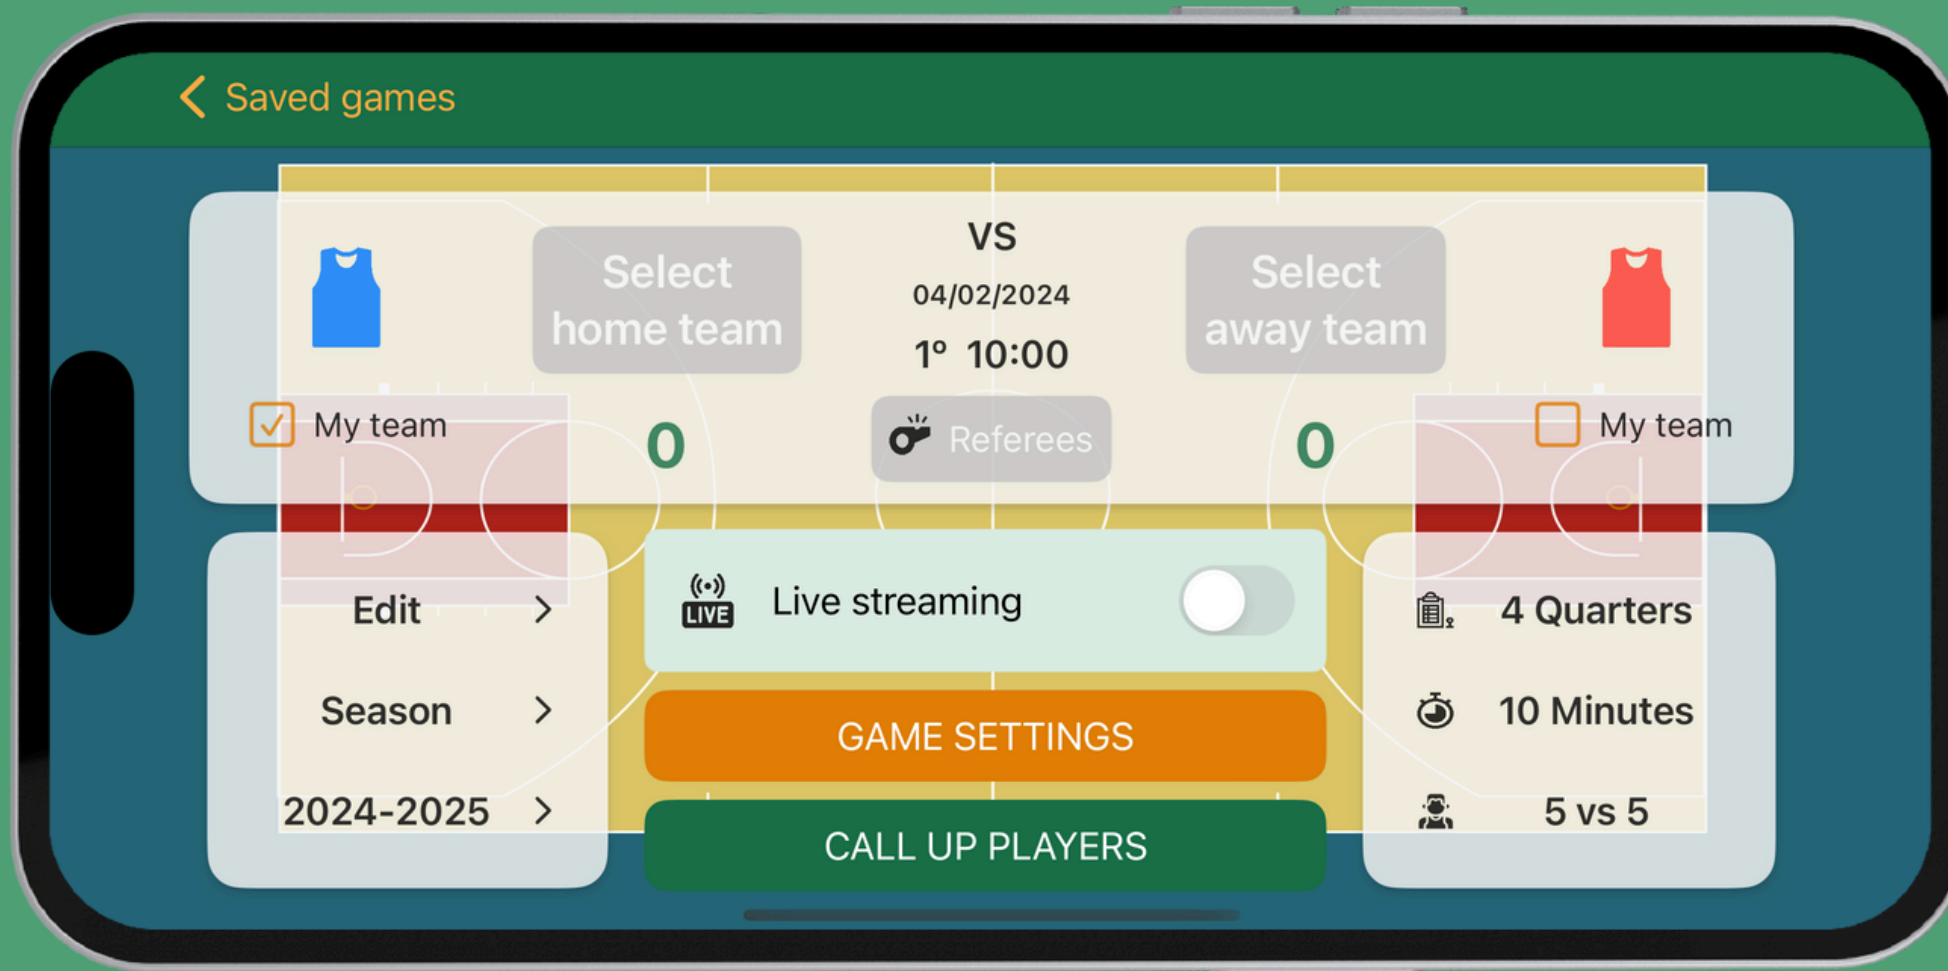 Saved games
VS
Select
home team
04/02/2024
Select
away team
1º 10:00
My team
0
Referees
0
My team
Edit
Season
2024-2025
LIVE
Live streaming
GAME SETTINGS
CALL UP PLAYERS
4 Quarters
10 Minutes
5 vs 5